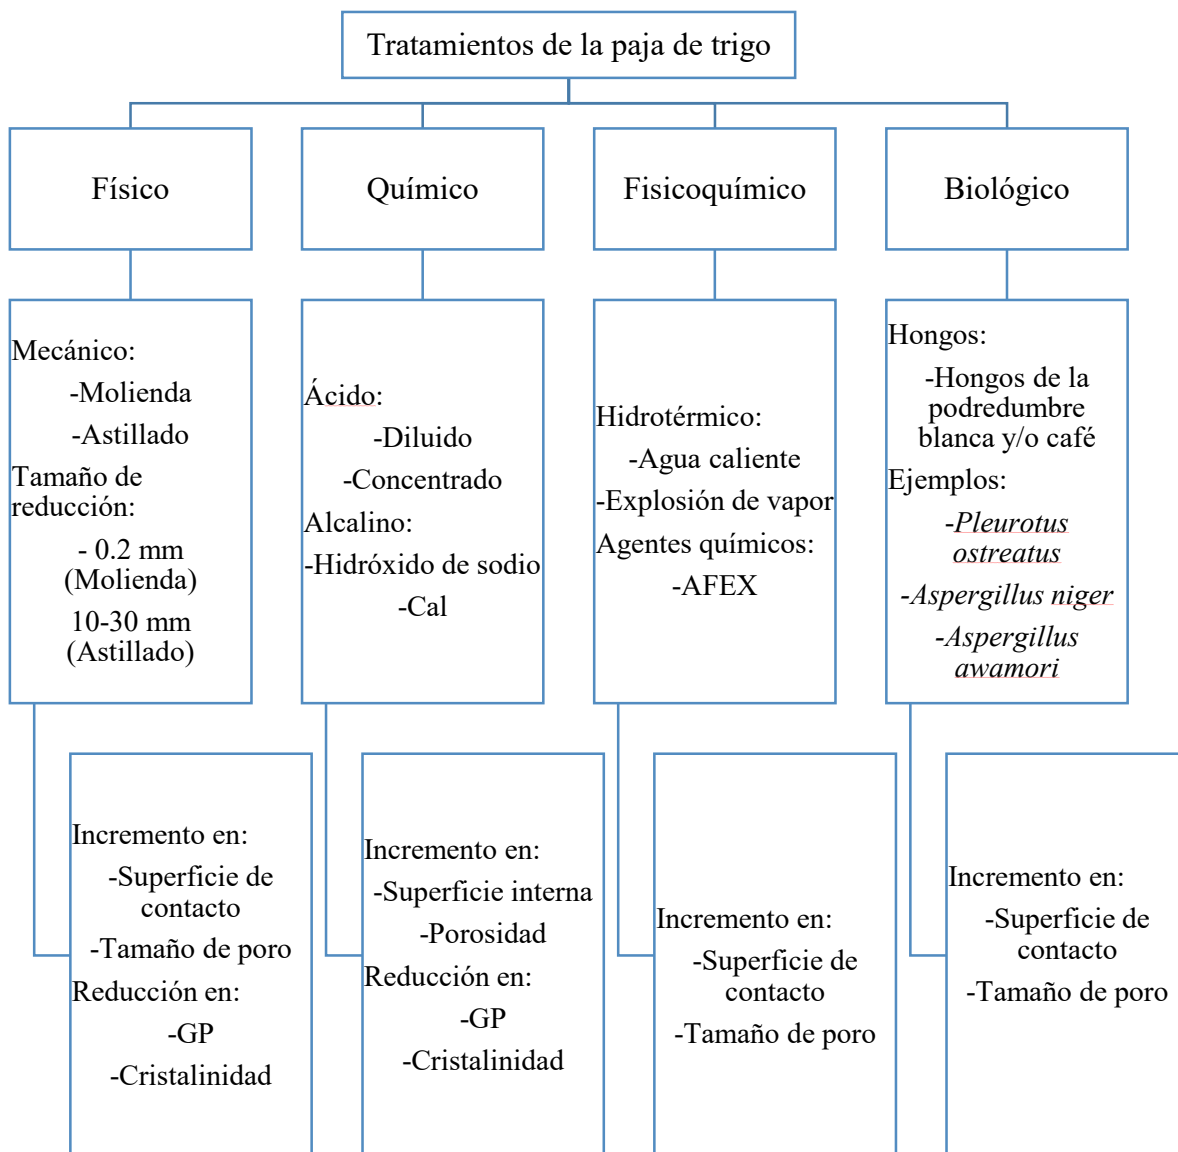 Tratamientos de la paja de trigo
Físico
Químico
Fisicoquímico
Biológico
Mecánico:
-Molienda
-Astillado
Tamaño de
reducción:
- 0.2 mm
(Molienda)
10-30 mm
(Astillado)
Ácido:
-Diluido
-Concentrado
Alcalino:
-Hidróxido de sodio
-Cal
Hidrotérmico:
-Agua caliente
-Explosión de vapor
Agentes químicos:
-AFEX
Hongos:
-Hongos de la
podredumbre
blanca y/o café
Ejemplos:
-Pleurotus
ostreatus
-Aspergillus niger
-Aspergillus
awamori
Incremento en:
-Superficie de
contacto
-Tamaño de poro
Reducción en:
-GP
-Cristalinidad
Incremento en:
-Superficie interna
-Porosidad
Reducción en:
-GP
-Cristalinidad
Incremento en:
-Superficie de
contacto
-Tamaño de poro
Incremento en:
-Superficie de
contacto
-Tamaño de poro